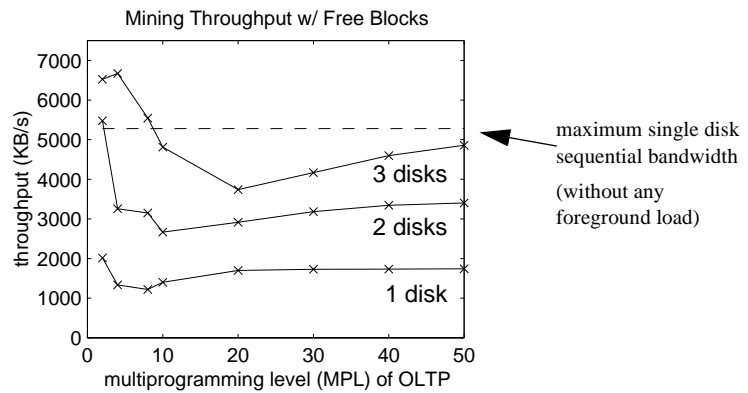 Mining Throughput w/ Free Blocks
throughput (KB/s)
7000
6000
5000
4000
3000
2000
1000
0
3 disks
2 disks
1 disk
0 10 20 30 40 50
multiprogramming level (MPL) of OLTP
maximum single disk
sequential bandwidth
(without any
foreground load)